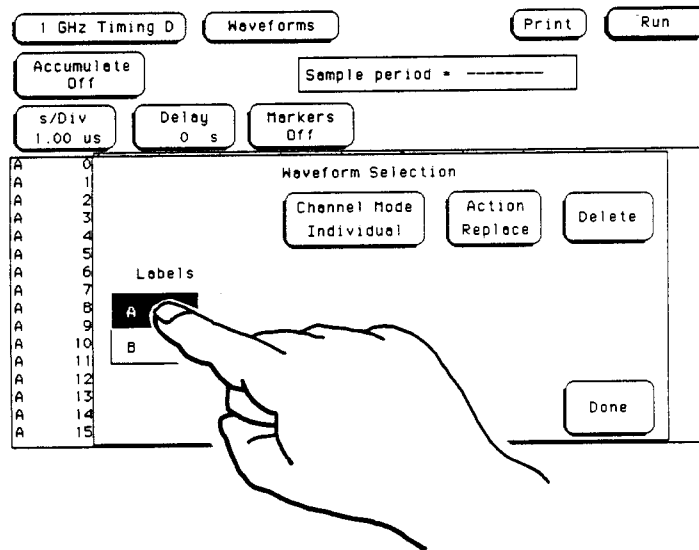 1 GHz Timing D Waveforms Print Run
Accumulate
Off
Sample period = --------
s/Div
1.00 us
Delay
0 s
Markers
Off
A 0
A 1
A 2
A 3
A 4
A 5
A 6
A 7
A 8
A 9
A 10
A 11
A 12
A 13
A 14
A 15
Waveform Selection
Channel Mode
Individual
Action
Replace
Delete
Labels
A
B
Done